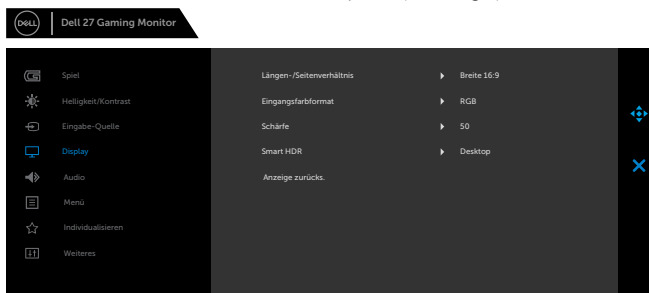 DELL
Dell 27 Gaming Monitor
Spiel
Helligkeit/Kontrast
Eingabe-Quelle
Display
Audio
Menü
Individualisieren
Weiteres
Längen-/Seitenverhältnis Breite 16:9
Eingangsfarbformat RGB
Schärfe 50
Smart HDR Desktop
Anzeige zurücks.